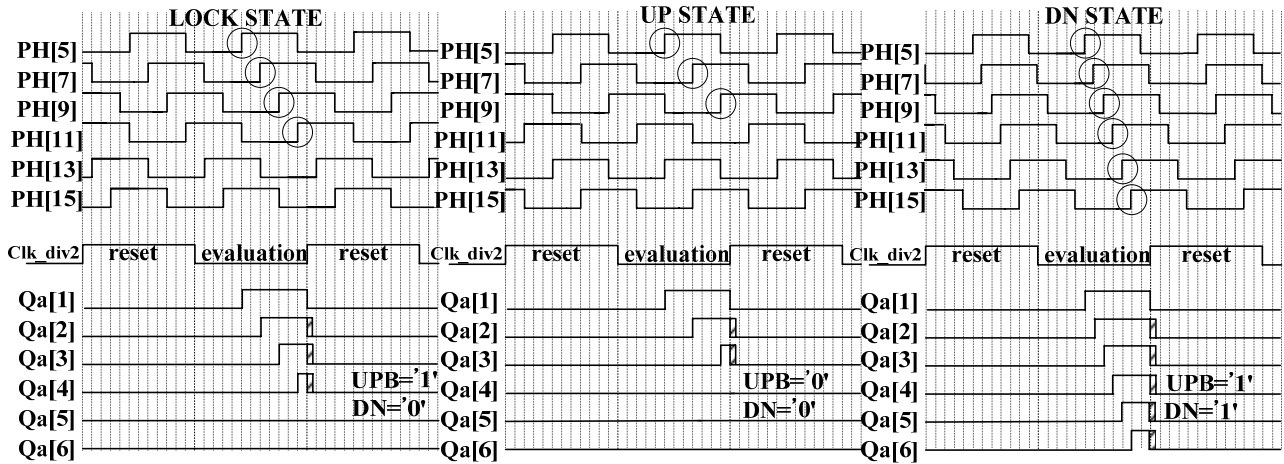 LOCK STATE
PH[5]
PH[7]
PH[9]
PH[11]
PH[13]
PH[15]
Clk_div2
reset
evaluation
reset
Qa[1]
Qa[2]
Qa[3]
Qa[4]
Qa[5]
Qa[6]
UPB='1'
DN='0'
UP STATE
PH[5]
PH[7]
PH[9]
PH[11]
PH[13]
PH[15]
Clk_div2
reset
evaluation
reset
Qa[1]
Qa[2]
Qa[3]
Qa[4]
Qa[5]
Qa[6]
UPB='0'
DN='0'
DN STATE
PH[5]
PH[7]
PH[9]
PH[11]
PH[13]
PH[15]
Clk_div2
reset
evaluation
reset
Qa[1]
Qa[2]
Qa[3]
Qa[4]
Qa[5]
Qa[6]
UPB='1'
DN='1'